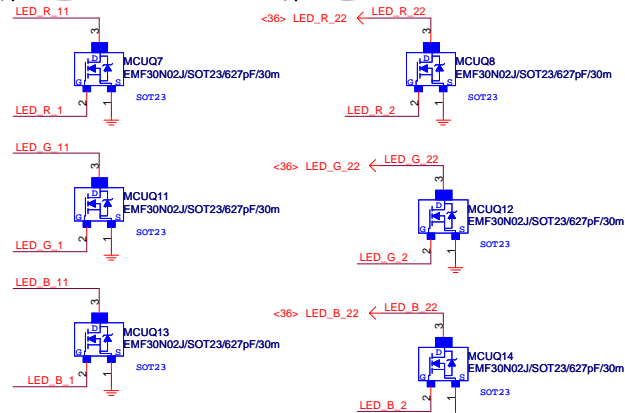 LED_R_11
3
D
G
S
MCUQ7
EMF30N02J/SOT23/627pF/30m
SOT23
LED_R_1
2
1
<36> LED_R_22
LED_R_22
3
D
G
S
MCUQ8
EMF30N02J/SOT23/627pF/30m
SOT23
LED_R_2
2
1
LED_G_11
3
D
G
S
MCUQ11
EMF30N02J/SOT23/627pF/30m
SOT23
LED_G_1
2
1
<36> LED_G_22
LED_G_22
3
D
G
S
MCUQ12
EMF30N02J/SOT23/627pF/30m
SOT23
LED_G_2
2
1
LED_B_11
3
D
G
S
MCUQ13
EMF30N02J/SOT23/627pF/30m
SOT23
LED_B_1
2
1
<36> LED_B_22
LED_B_22
3
D
G
S
MCUQ14
EMF30N02J/SOT23/627pF/30m
SOT23
LED_B_2
2
1